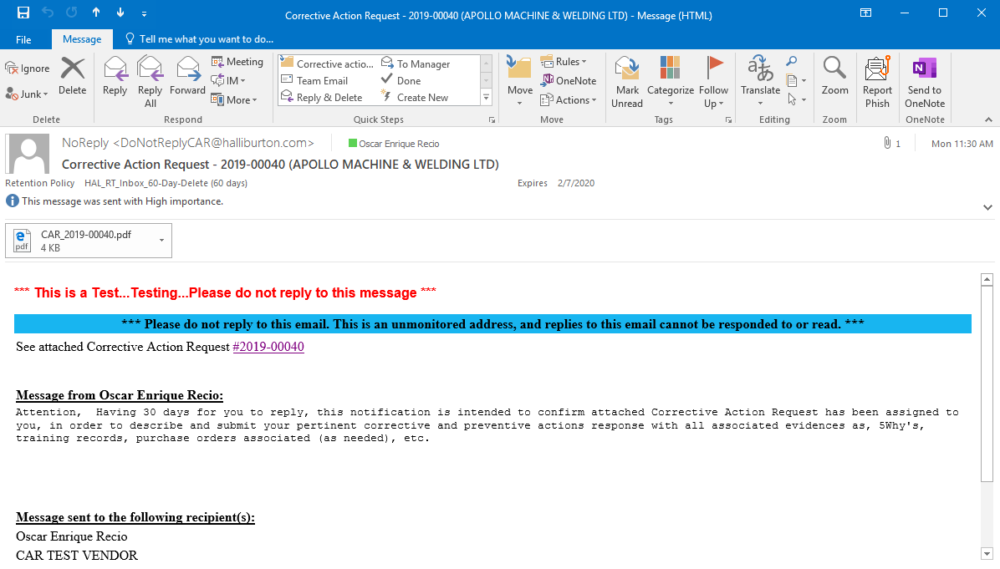 Corrective Action Request - 2019-00040 (APOLLO MACHINE & WELDING LTD) - Message (HTML)
File Message Tell me what you want to do...
Ignore
Junk
Delete
Delete
Reply
Reply All
Forward
Meeting
IM
More
Respond
Corrective actio... To Manager
Team Email Done
Reply & Delete Create New
Quick Steps
Move
Rules
OneNote
Actions
Move
Mark Unread
Categorize
Follow Up
Tags
Translate
Editing
Zoom
Zoom
Report Phish
Send to OneNote
OneNote
NoReply <DoNotReplyCAR@halliburton.com> Oscar Enrique Recio 1 Mon 11:30 AM
Corrective Action Request - 2019-00040 (APOLLO MACHINE & WELDING LTD)
Retention Policy HAL_RT_Inbox_60-Day-Delete (60 days) Expires 2/7/2020
This message was sent with High importance.
pdf
CAR_2019-00040.pdf
4 KB
*** This is a Test...Testing...Please do not reply to this message ***
*** Please do not reply to this email. This is an unmonitored address, and replies to this email cannot be responded to or read. ***
See attached Corrective Action Request #2019-00040
Message from Oscar Enrique Recio:
Attention,  Having 30 days for you to reply, this notification is intended to confirm attached Corrective Action Request has been assigned to
you, in order to describe and submit your pertinent corrective and preventive actions response with all associated evidences as, 5Why's,
training records, purchase orders associated (as needed), etc.
Message sent to the following recipient(s):
Oscar Enrique Recio
CAR TEST VENDOR